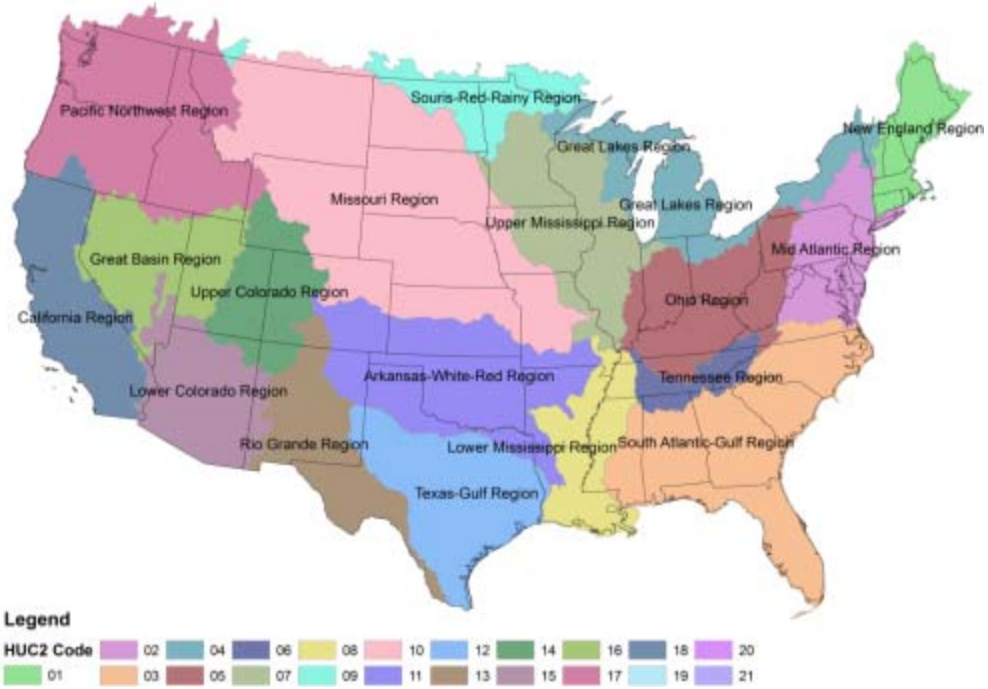 Souris-Red-Rainy Region
Pacific Northwest Region
New England Region
Great Lakes Region
Missouri Region
Great Lakes Region
Upper Mississippi Region
Mid Atlantic Region
Great Basin Region
Upper Colorado Region
Ohio Region
California Region
Arkansas-White-Red Region
Tennessee Region
Lower Colorado Region
Rio Grande Region
Lower Mississippi Region
South Atlantic-Gulf Region
Texas-Gulf Region
Legend
HUC2 Code 02 04 06 08 10 12 14 16 18 20
01 03 05 07 09 11 13 15 17 19 21